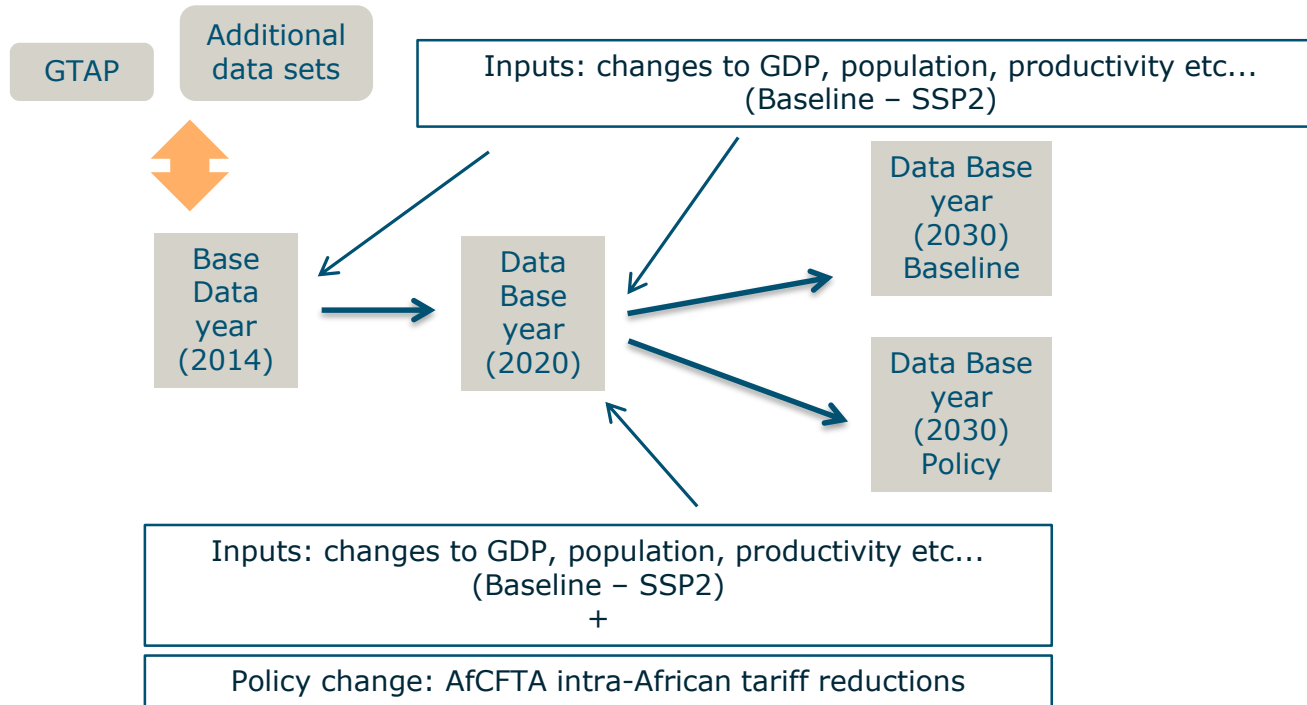 GTAP
Additional
data sets
Inputs: changes to GDP, population, productivity etc...
(Baseline – SSP2)
Base
Data
year
(2014)
Data
Base
year
(2020)
Data Base
year
(2030)
Baseline
Data Base
year
(2030)
Policy
Inputs: changes to GDP, population, productivity etc...
(Baseline – SSP2)
+
Policy change: AfCFTA intra-African tariff reductions